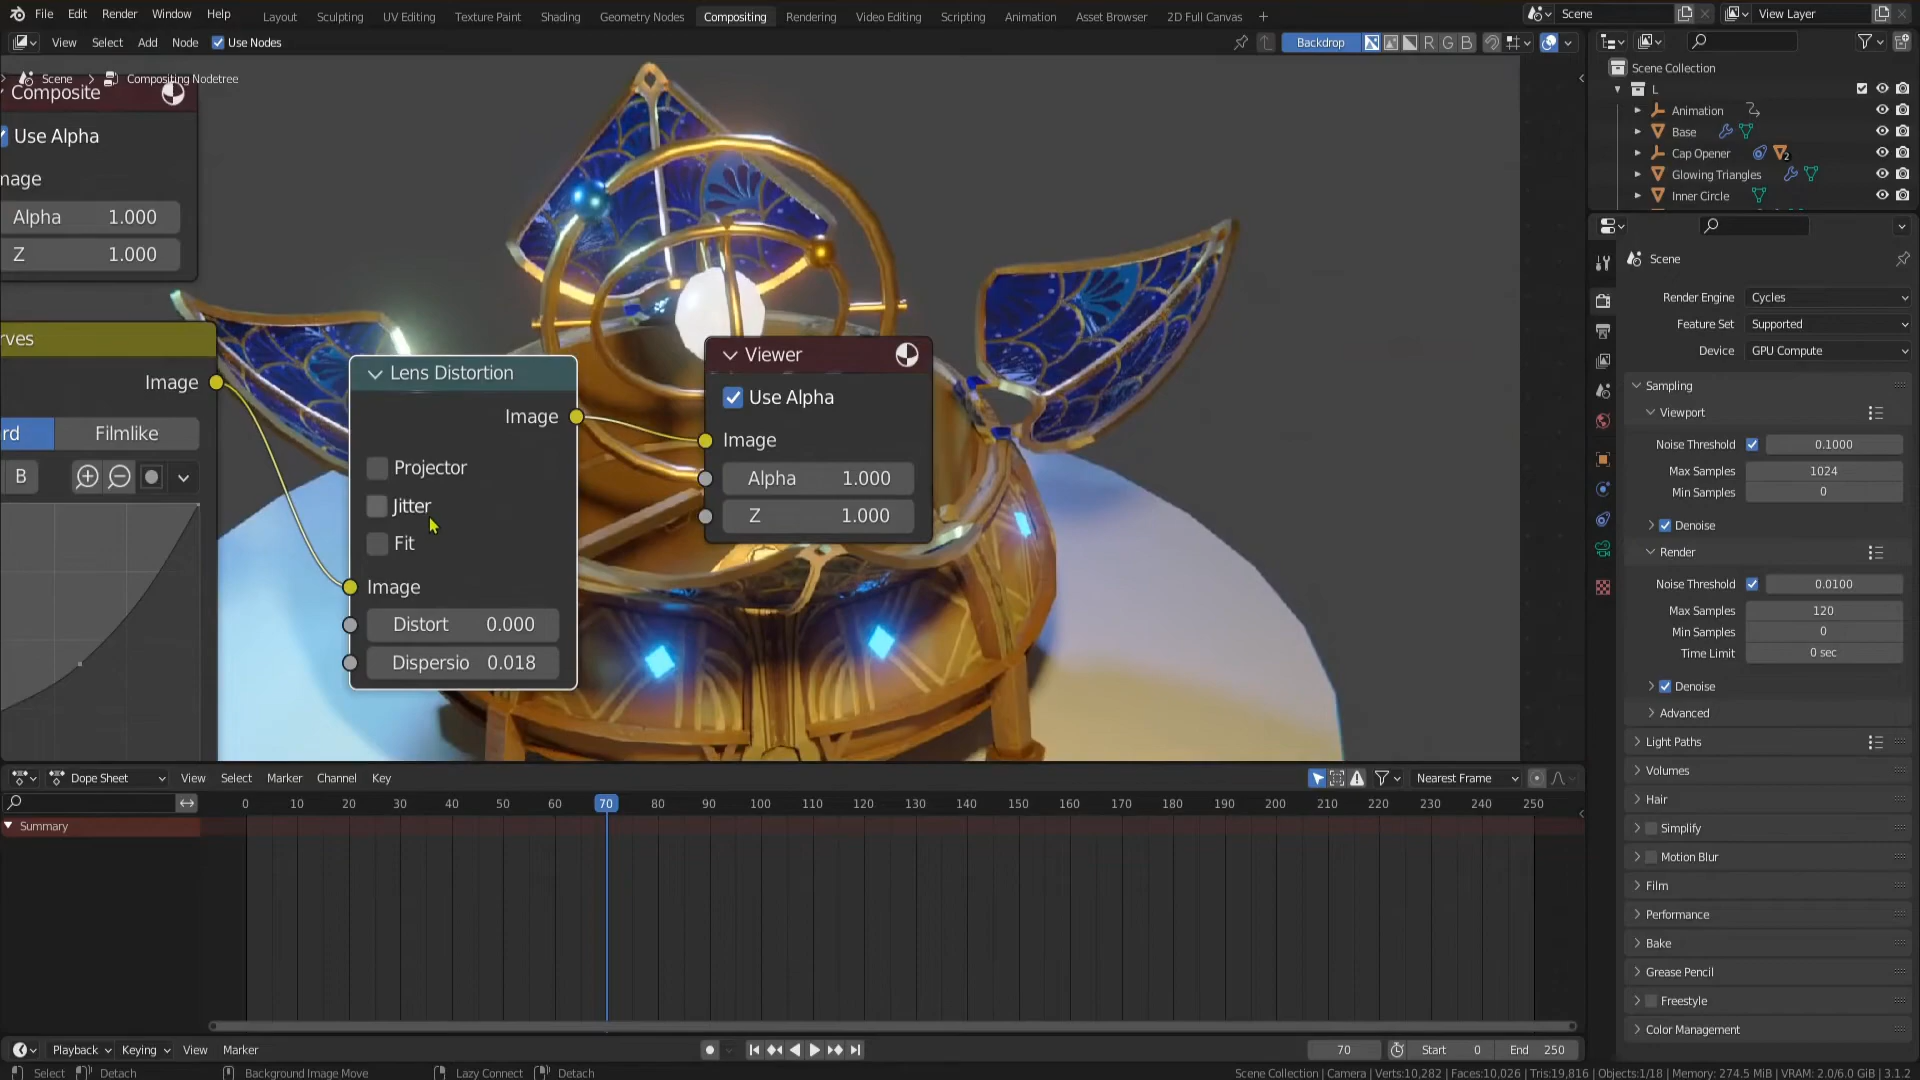 File Edit Render Window Help Layout Sculpting UV Editing Texture Paint Shading Geometry Nodes Compositing Rendering Video Editing Scripting Animation Asset Browser 2D Full Canvas + Scene View Layer
View Select Add Node Use Nodes Backdrop R G B
Scene > Compositing Nodetree
Composite
Use Alpha
mage
Alpha 1.000
Z 1.000
rves
Image
rd Filmlike
B
Lens Distortion
Image
Projector
Jitter
Fit
Image
Distort 0.000
Dispersio 0.018
Viewer
Use Alpha
Image
Alpha 1.000
Z 1.000
Scene Collection
L
Animation
Base
Cap Opener 2
Glowing Triangles
Inner Circle
Scene
Render Engine Cycles
Feature Set Supported
Device GPU Compute
Sampling
Viewport
Noise Threshold 0.1000
Max Samples 1024
Min Samples 0
Denoise
Render
Noise Threshold 0.0100
Max Samples 120
Min Samples 0
Time Limit 0 sec
Denoise
Advanced
Light Paths
Volumes
Hair
Simplify
Motion Blur
Film
Performance
Bake
Grease Pencil
Freestyle
Color Management
Dope Sheet View Select Marker Channel Key Nearest Frame
0 10 20 30 40 50 60 70 80 90 100 110 120 130 140 150 160 170 180 190 200 210 220 230 240 250
Summary
Playback Keying View Marker 70 Start 0 End 250
Select Detach Background Image Move Lazy Connect Detach Scene Collection | Camera | Verts:10,282 | Faces:10,026 | Tris:19,816 | Objects:1/18 | Memory: 274.5 MiB | VRAM: 2.0/6.0 GiB | 3.1.2